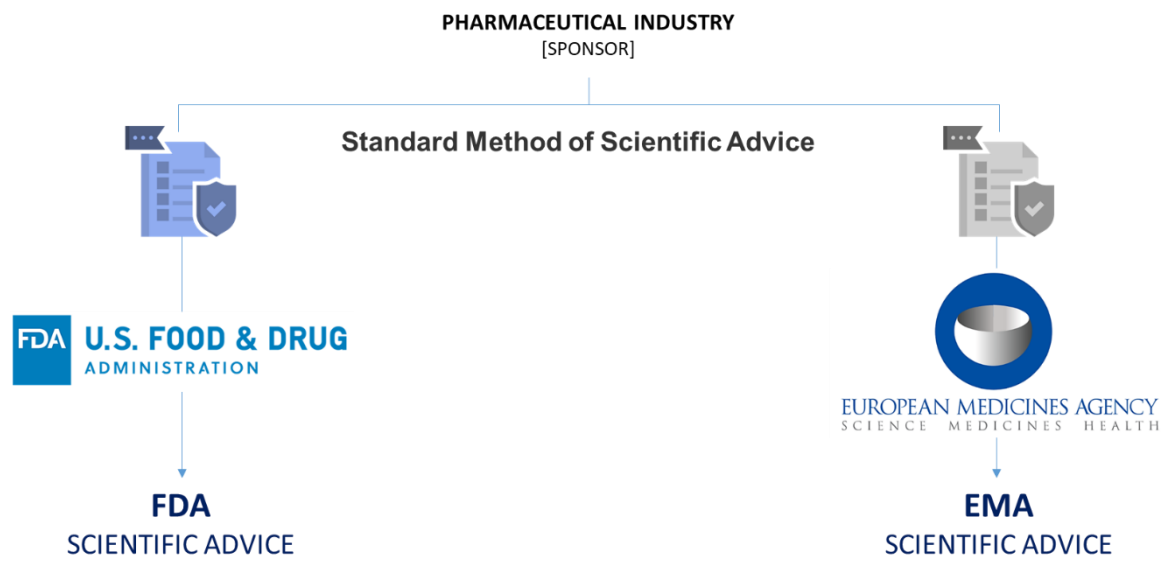 PHARMACEUTICAL INDUSTRY
[SPONSOR]
Standard Method of Scientific Advice
FDA
U.S. FOOD & DRUG
ADMINISTRATION
EUROPEAN MEDICINES AGENCY
SCIENCE MEDICINES HEALTH
FDA
SCIENTIFIC ADVICE
EMA
SCIENTIFIC ADVICE